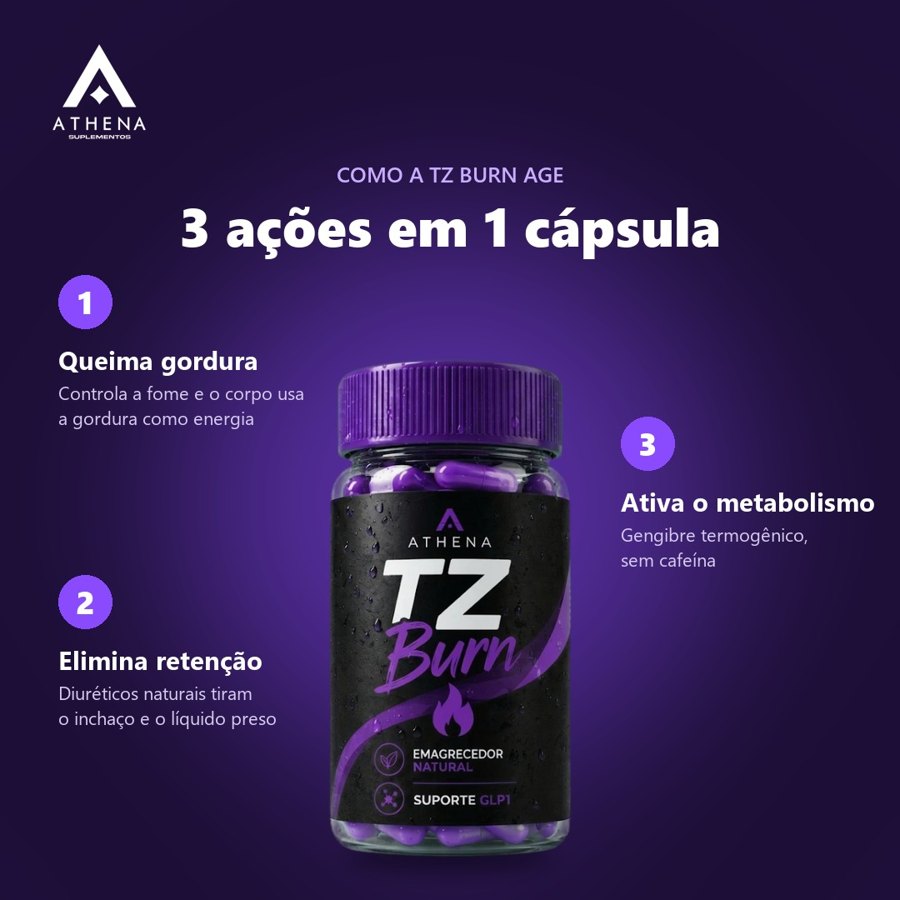 ATHENA
SUPLEMENTOS
COMO A TZ BURN AGE
3 ações em 1 cápsula
1
Queima gordura
Controla a fome e o corpo usa
a gordura como energia
2
Elimina retenção
Diuréticos naturais tiram
o inchaço e o líquido preso
3
Ativa o metabolismo
Gengibre termogênico,
sem cafeína
ATHENA
TZ
Burn
EMAGRECEDOR
NATURAL
SUPORTE GLP1